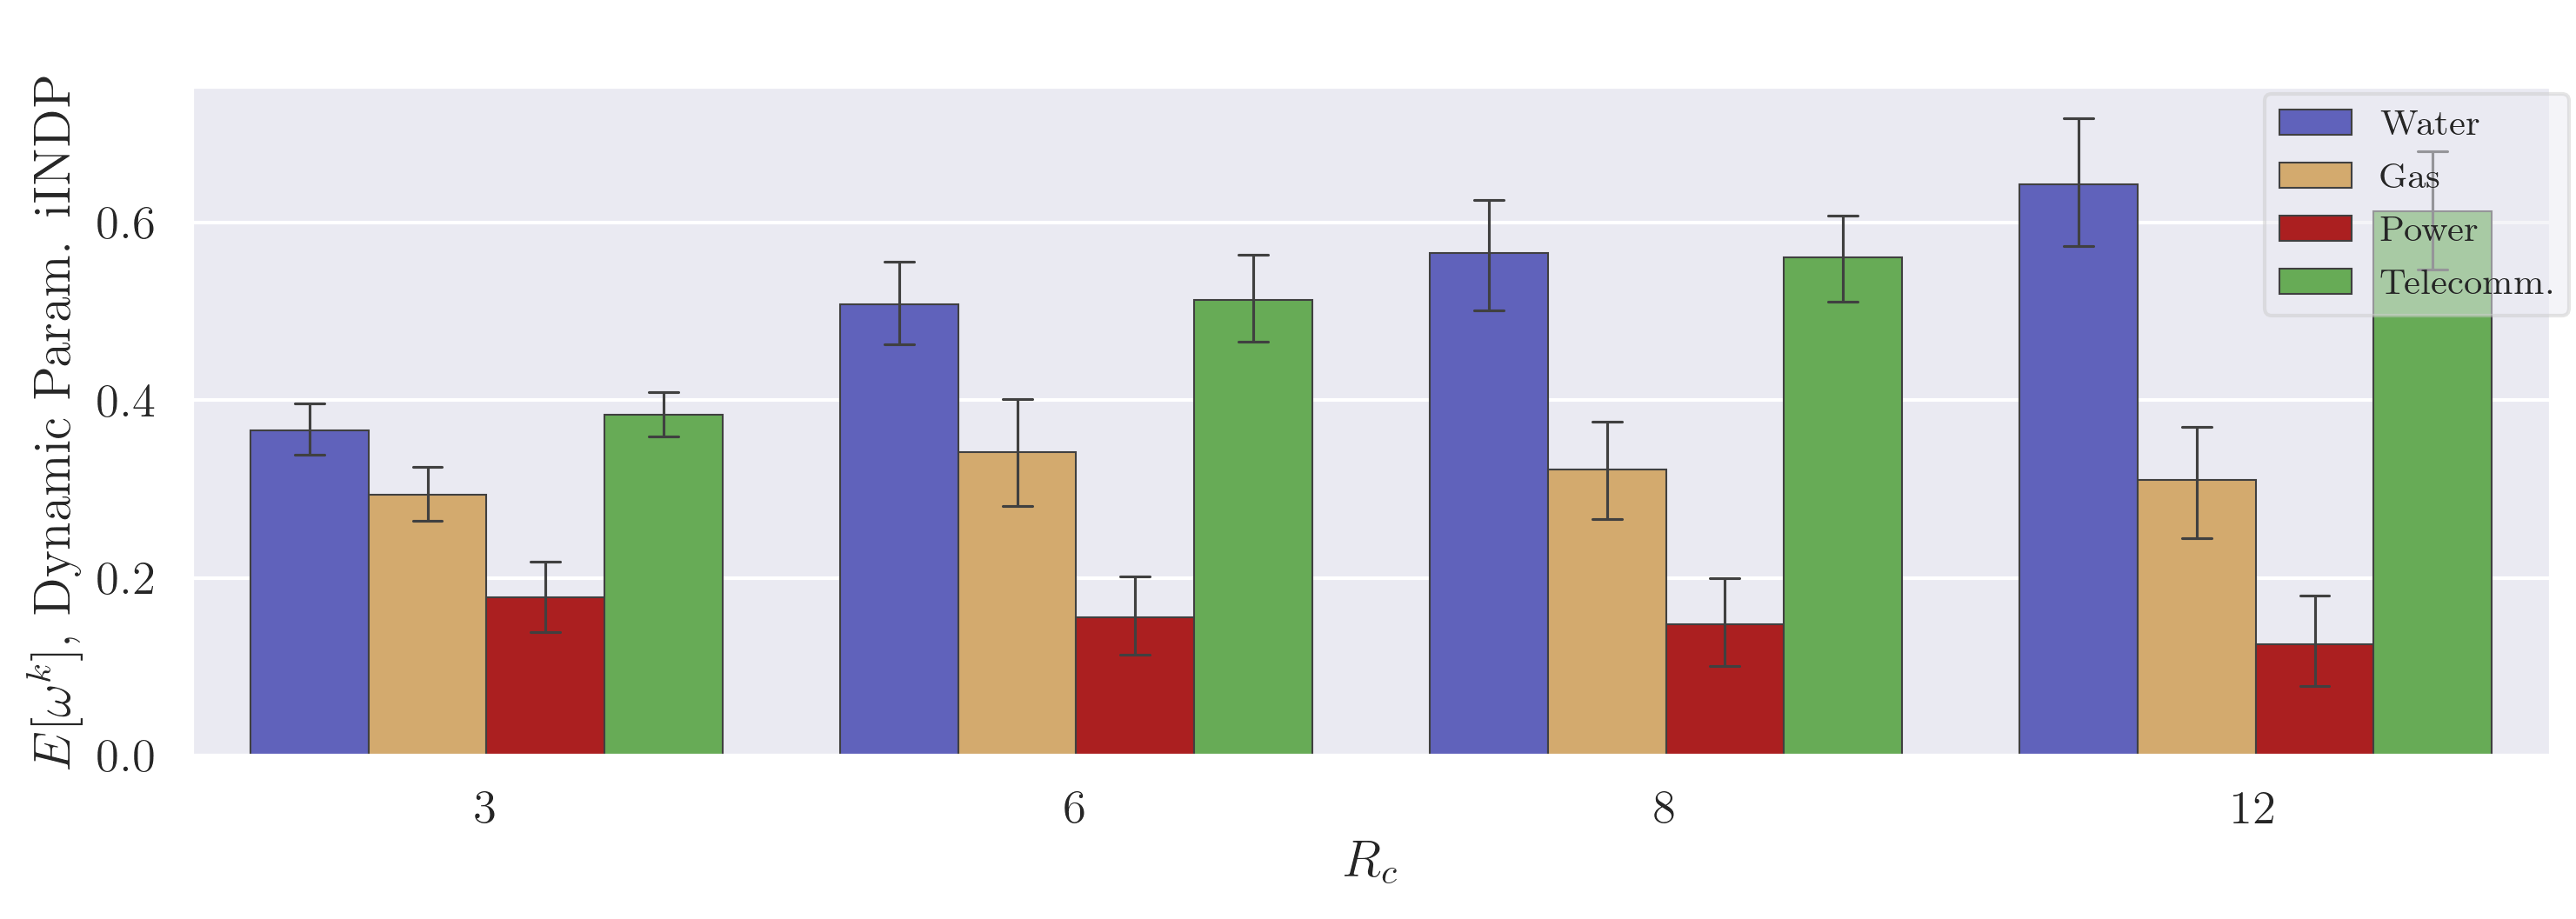 E[ω^k], Dynamic Param. iINDP
0.6
0.4
0.2
0.0
3
6
8
12
R_c
Water
Gas
Power
Telecomm.